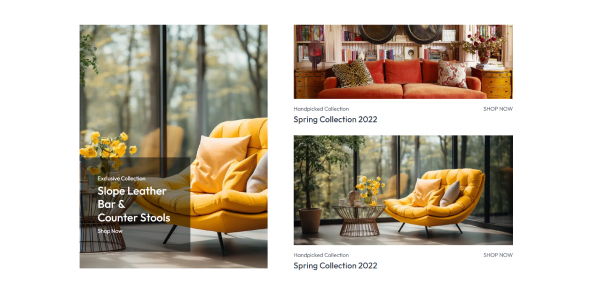 Exclusive Collection
Slope Leather
Bar &
Counter Stools
Shop Now
Handpicked Collection
SHOP NOW
Spring Collection 2022
Handpicked Collection
SHOP NOW
Spring Collection 2022